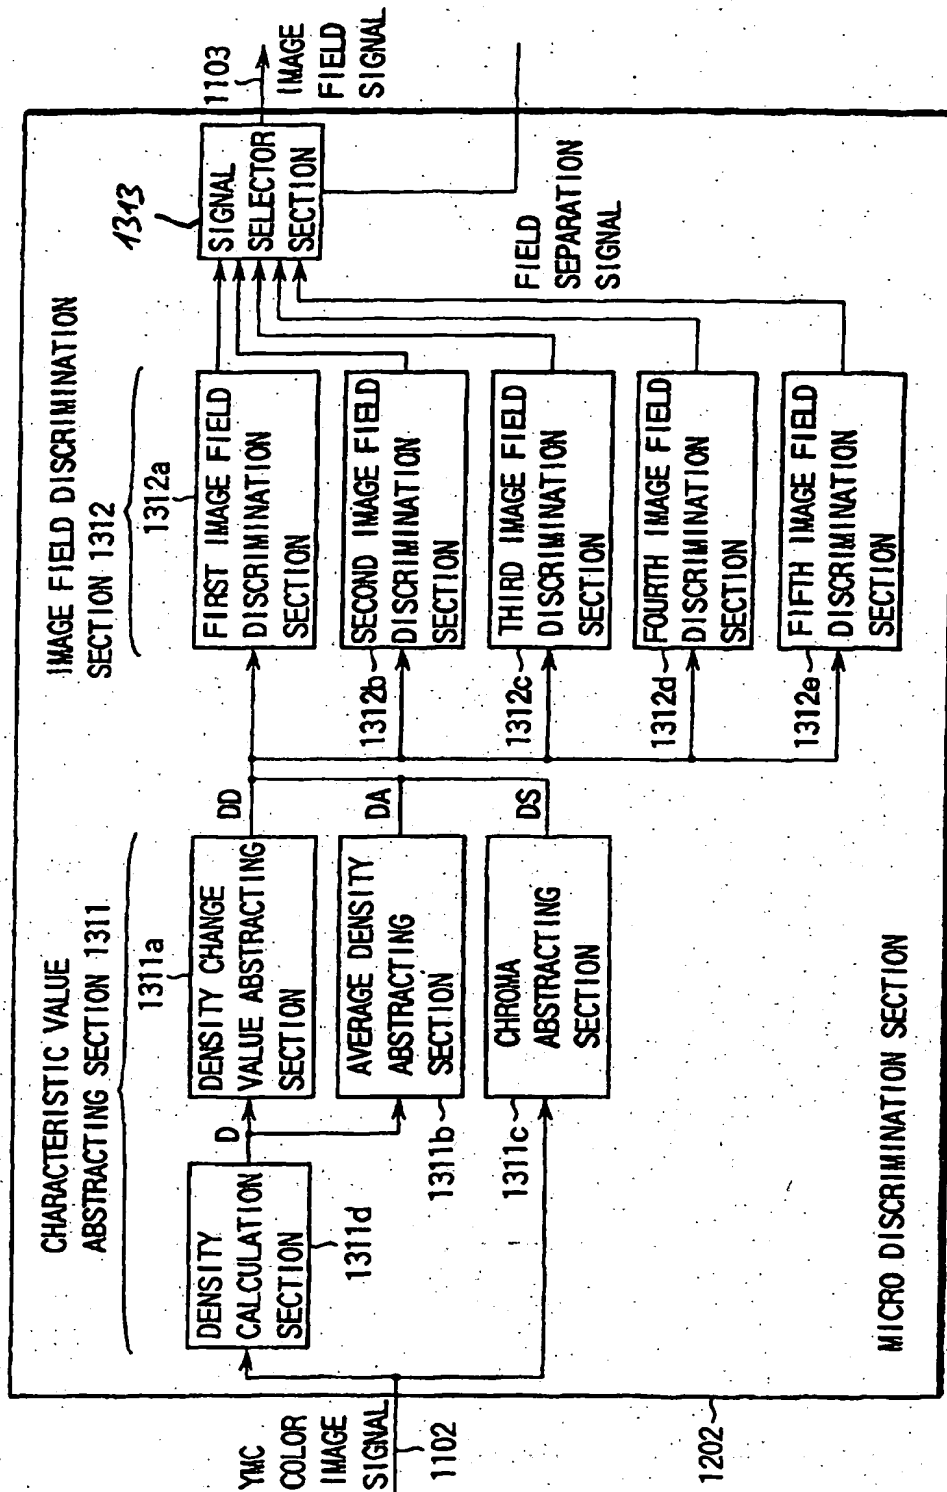 YMC
COLOR
IMAGE
SIGNAL
1102
1202
CHARACTERISTIC VALUE
ABSTRACTING SECTION 1311
DENSITY
CALCULATION
SECTION
1311d
D
1311a
DENSITY CHANGE
VALUE ABSTRACTING
SECTION
AVERAGE DENSITY
ABSTRACTING
SECTION
1311b
CHROMA
ABSTRACTING
SECTION
1311c
DD
DA
DS
IMAGE FIELD DISCRIMINATION
SECTION 1312
1312a
FIRST IMAGE FIELD
DISCRIMINATION
SECTION
1312b
SECOND IMAGE FIELD
DISCRIMINATION
SECTION
1312c
THIRD IMAGE FIELD
DISCRIMINATION
SECTION
1312d
FOURTH IMAGE FIELD
DISCRIMINATION
SECTION
1312e
FIFTH IMAGE FIELD
DISCRIMINATION
SECTION
1313
SIGNAL
SELECTOR
SECTION
1103
IMAGE
FIELD
SIGNAL
FIELD
SEPARATION
SIGNAL
MICRO DISCRIMINATION SECTION